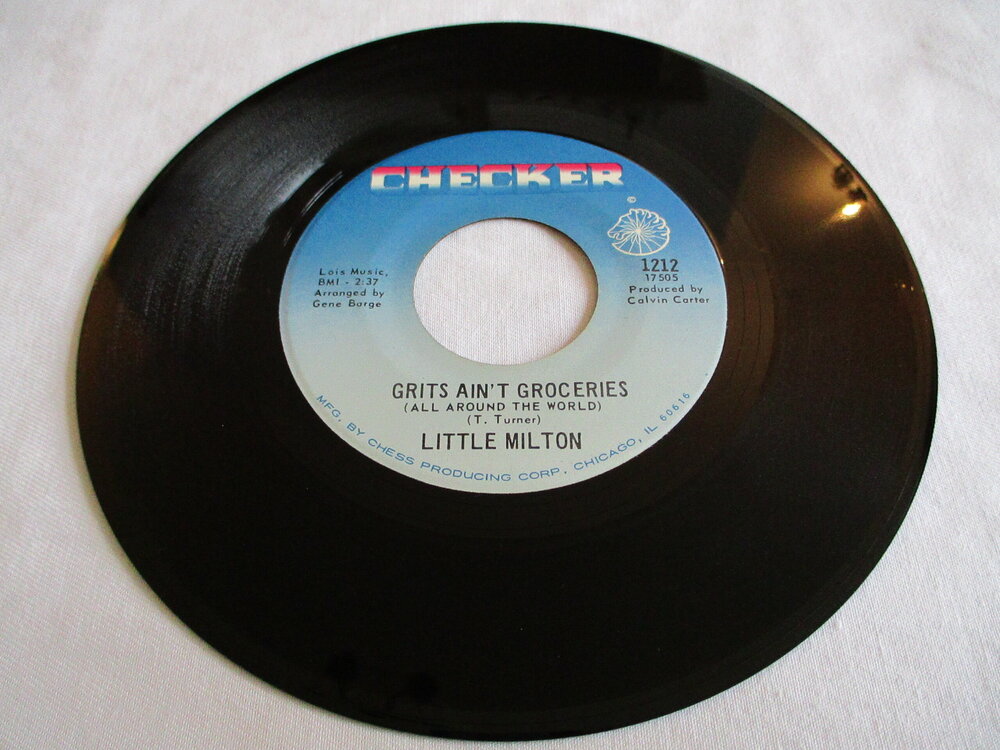 CHECKER
©
Lois Music,
BMI - 2:37
Arranged by
Gene Barge
1212
17505
Produced by
Calvin Carter
GRITS AIN'T GROCERIES
(ALL AROUND THE WORLD)
(T. Turner)
LITTLE MILTON
MFG. BY CHESS PRODUCING CORP. CHICAGO, IL 60616